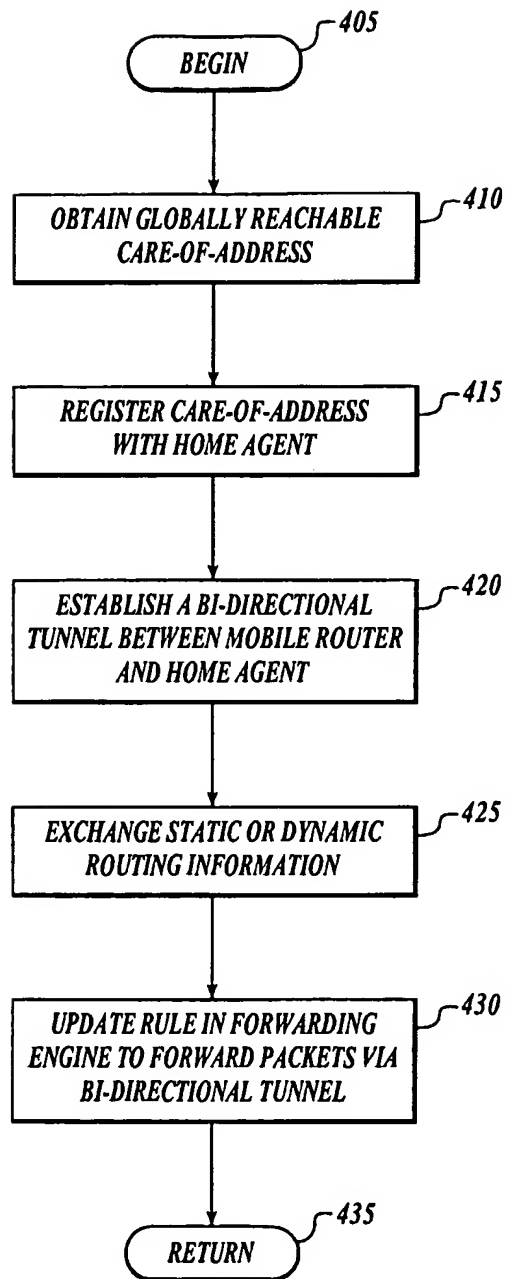 405
BEGIN
410
OBTAIN GLOBALLY REACHABLE
CARE-OF-ADDRESS
415
REGISTER CARE-OF-ADDRESS
WITH HOME AGENT
420
ESTABLISH A BI-DIRECTIONAL
TUNNEL BETWEEN MOBILE ROUTER
AND HOME AGENT
425
EXCHANGE STATIC OR DYNAMIC
ROUTING INFORMATION
430
UPDATE RULE IN FORWARDING
ENGINE TO FORWARD PACKETS VIA
BI-DIRECTIONAL TUNNEL
435
RETURN